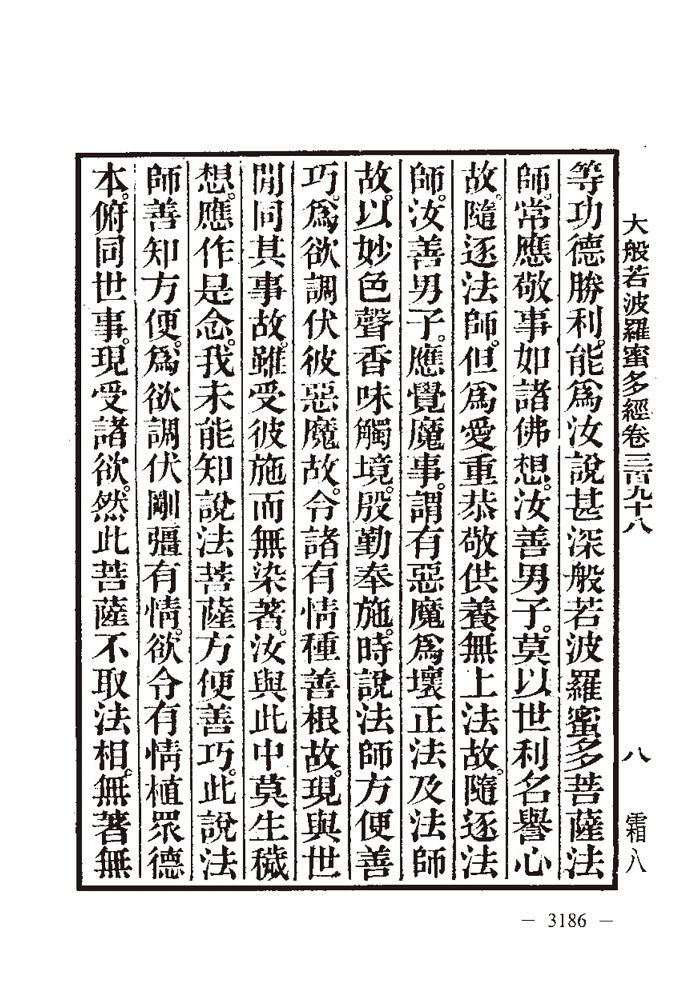 大般若波羅蜜多經卷三百九十八 八 霜八
等功德勝利。能爲汝說甚深般若波羅蜜多菩薩法
師。常應敬事如諸佛想。汝善男子。莫以世利名譽心
故。隨逐法師。但爲愛重恭敬供養無上法故。隨逐法
師。汝善男子。應覺魔事。謂有惡魔爲壞正法及法師
故。以妙色聲香味觸境。殷勤奉施。時說法師方便善
巧。爲欲調伏彼惡魔故。令諸有情種善根故。現與世
閒同其事故。雖受彼施而無染著。汝與此中莫生穢
想。應作是念。我未能知說法菩薩方便善巧。此說法
師善知方便。爲欲調伏剛彊有情。欲令有情植眾德
本。俯同世事。現受諸欲。然此菩薩不取法相。無著無
— 3186 —